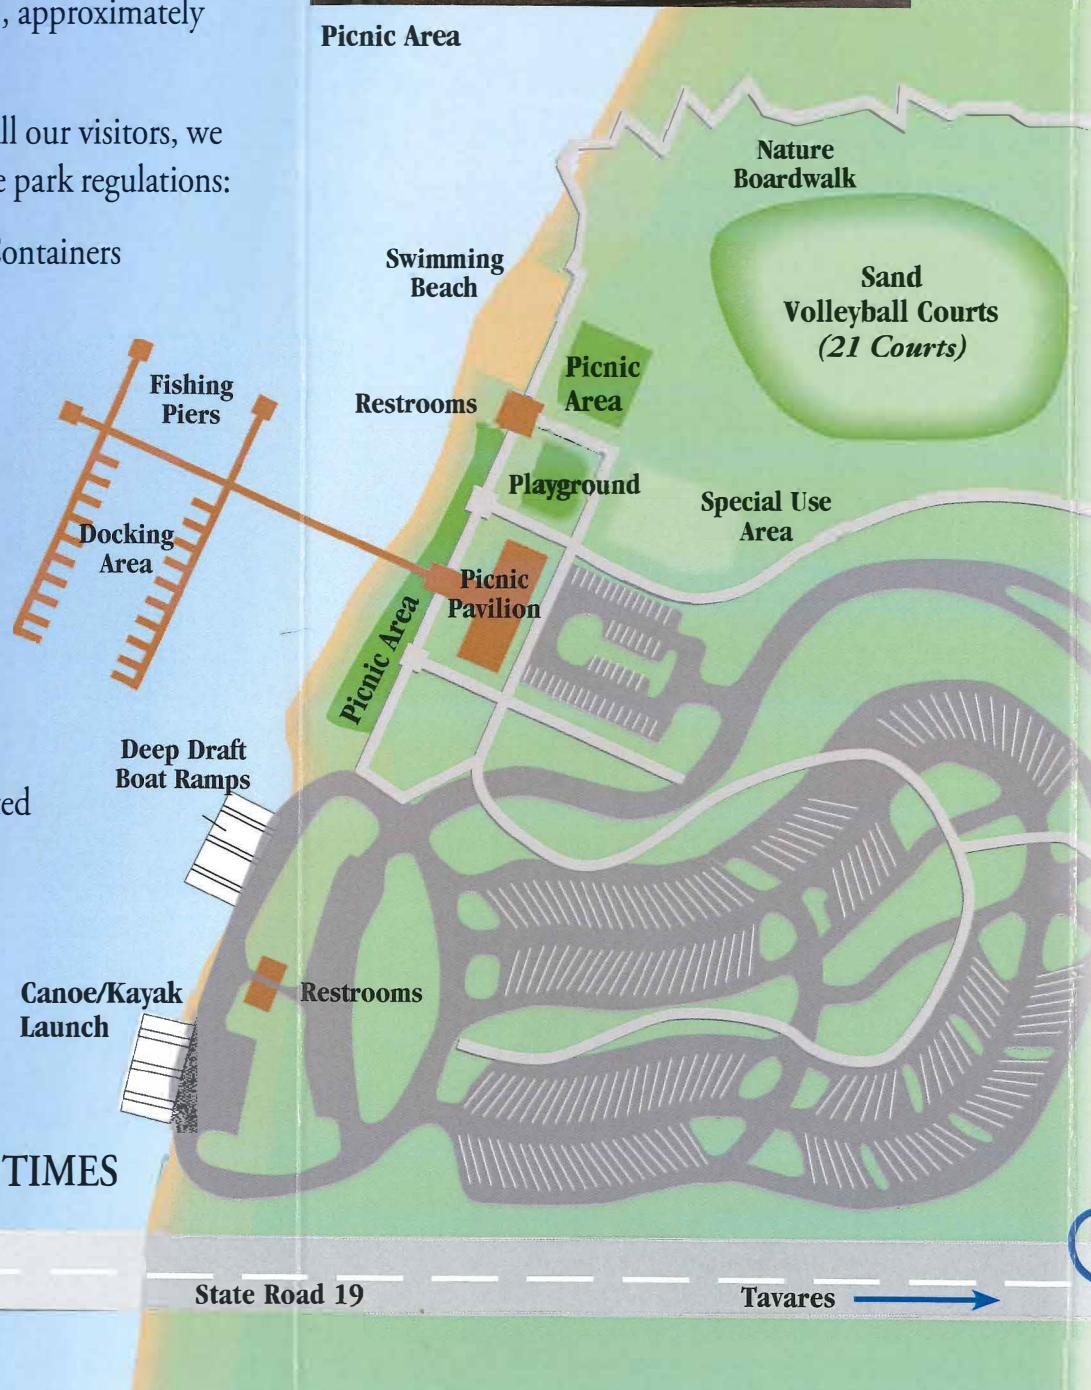 , approximately
Picnic Area
ll our visitors, we
e park regulations:
Containers
Nature
Boardwalk
Swimming
Beach
Sand
Volleyball Courts
(21 Courts)
Fishing
Piers
Restrooms
Picnic
Area
Playground
Special Use
Area
Docking
Area
Picnic
Pavilion
Picnic Area
Deep Draft
Boat Ramps
ed
Canoe/Kayak
Launch
Restrooms
TIMES
State Road 19
Tavares